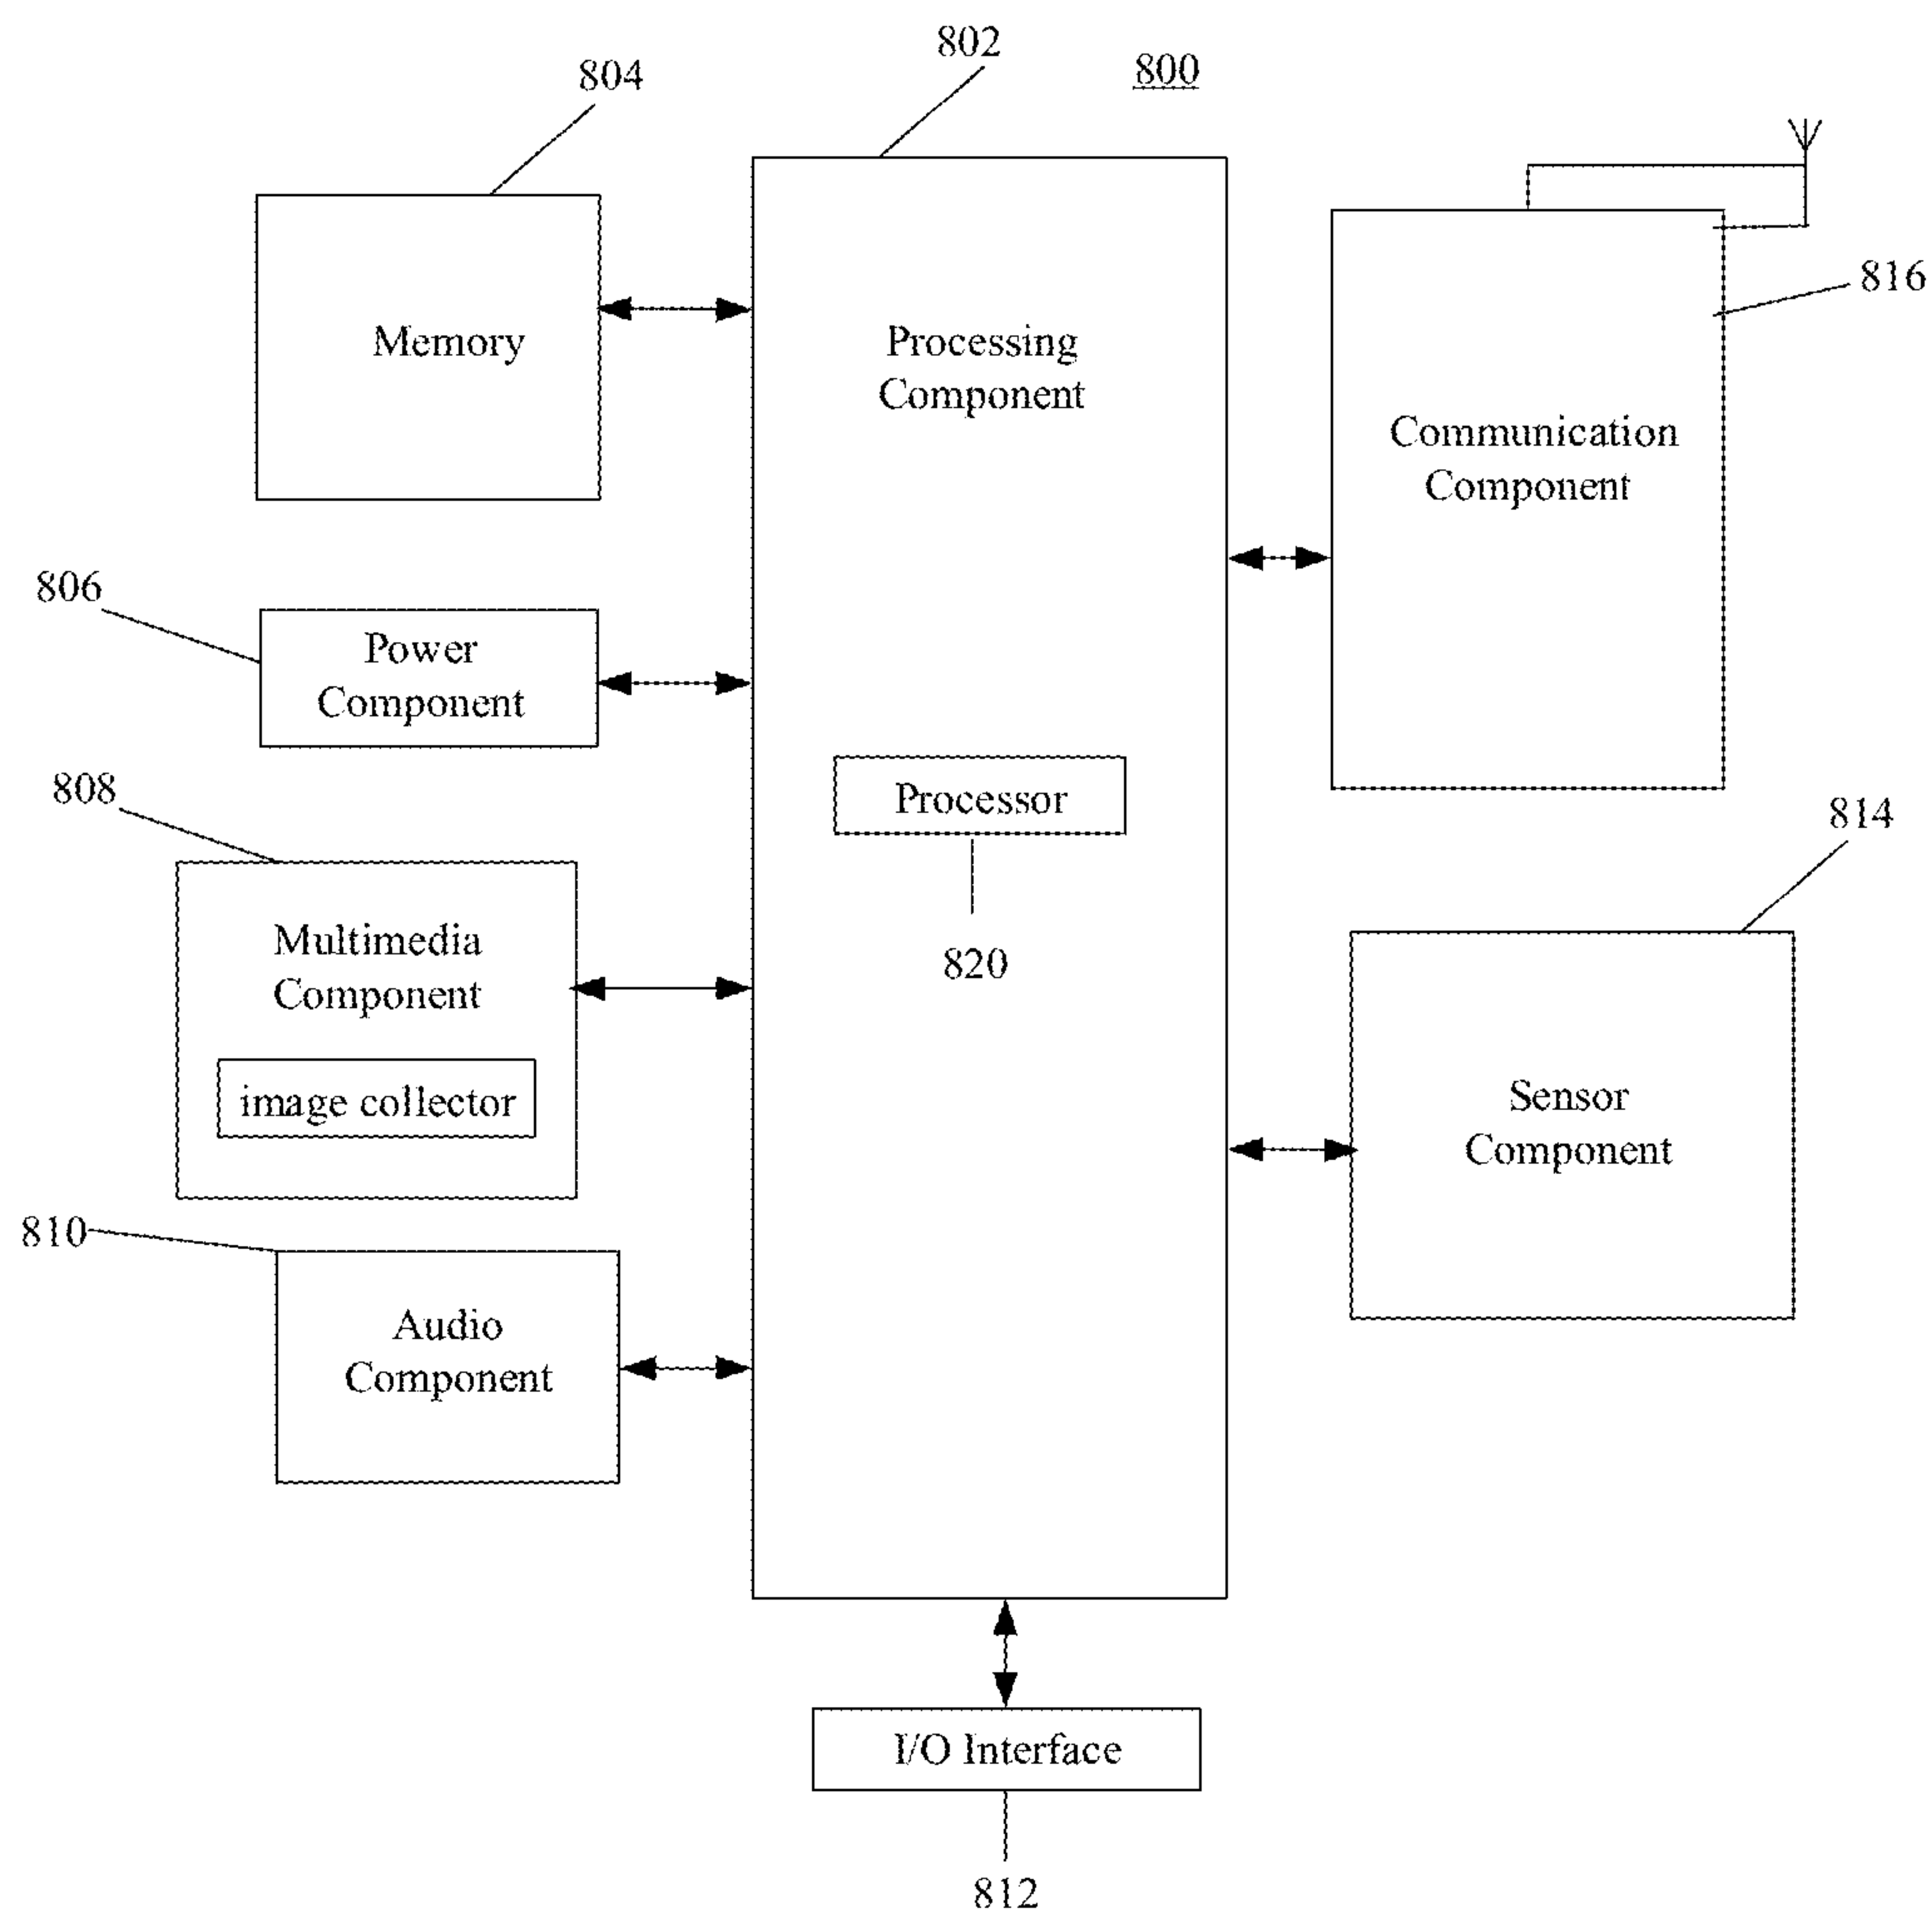 802
800
804
816
Memory
Processing
Component
Communication
Component
806
Power
Component
808
Processor
814
820
Multimedia
Component
image collector
Sensor
Component
810
Audio
Component
I/O Interface
812